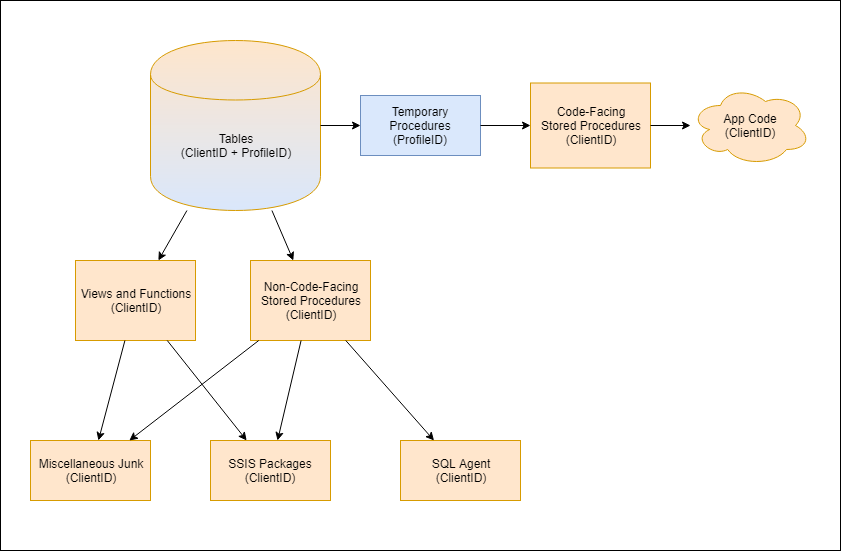 Tables
(ClientID + ProfileID)
Temporary
Procedures
(ProfileID)
Code-Facing
Stored Procedures
(ClientID)
App Code
(ClientID)
Views and Functions
(ClientID)
Non-Code-Facing
Stored Procedures
(ClientID)
Miscellaneous Junk
(ClientID)
SSIS Packages
(ClientID)
SQL Agent
(ClientID)